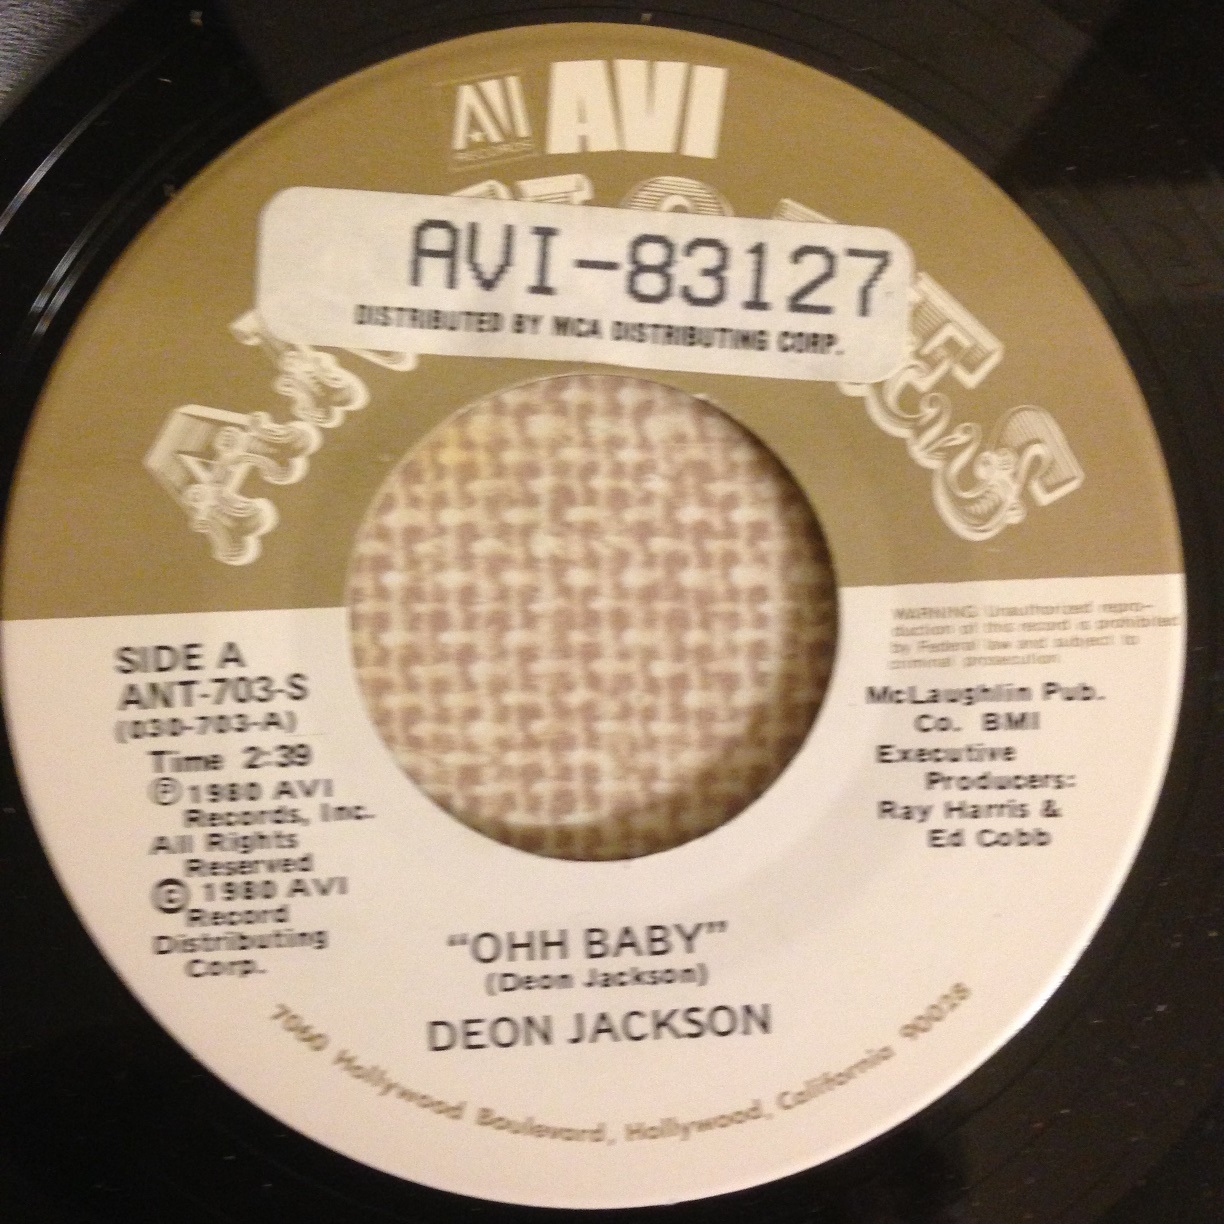 AVI
RECORDS
AVI
AVI-83127
DISTRIBUTED BY MCA DISTRIBUTING CORP.
SIDE A
ANT-703-S
(030-703-A)
Time 2:39
Ⓟ 1980 AVI
Records, Inc.
All Rights
Reserved
© 1980 AVI
Record
Distributing
Corp.
WARNING: Unauthorized repro-
duction of this record is prohibited
by Federal law and subject to
criminal prosecution
McLaughlin Pub.
Co. BMI
Executive
Producers:
Ray Harris &
Ed Cobb
"OHH BABY"
(Deon Jackson)
DEON JACKSON
7060 Hollywood Boulevard, Hollywood, California 90028